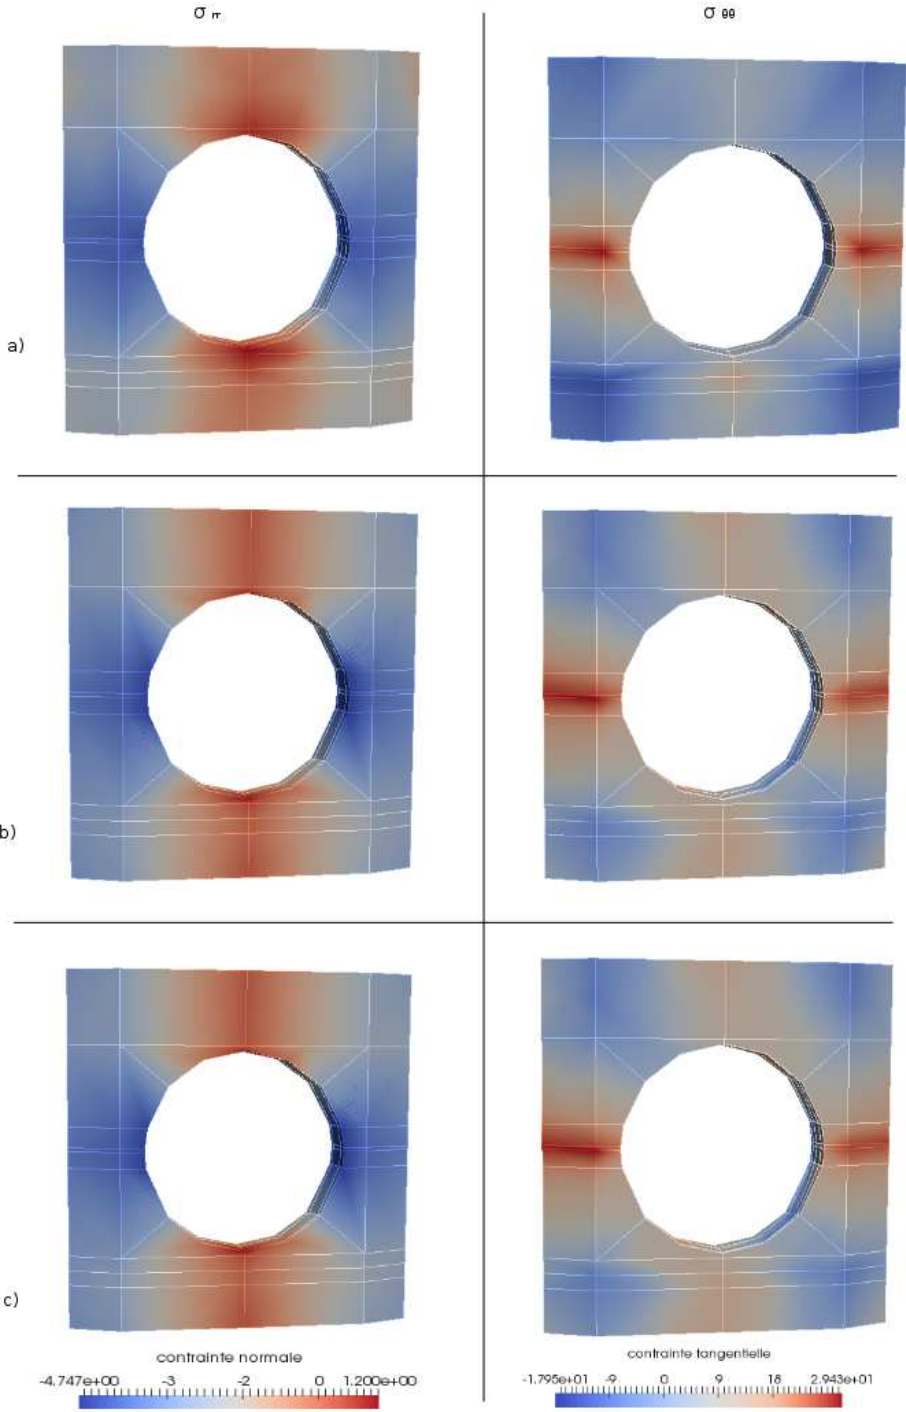 σ rr σ θθ
a)
b)
c)
contrainte normale contrainte tangentielle
-4.747e+00 -3 -2 0 1.200e+00 -1.795e+01 -9 0 9 18 2.943e+01